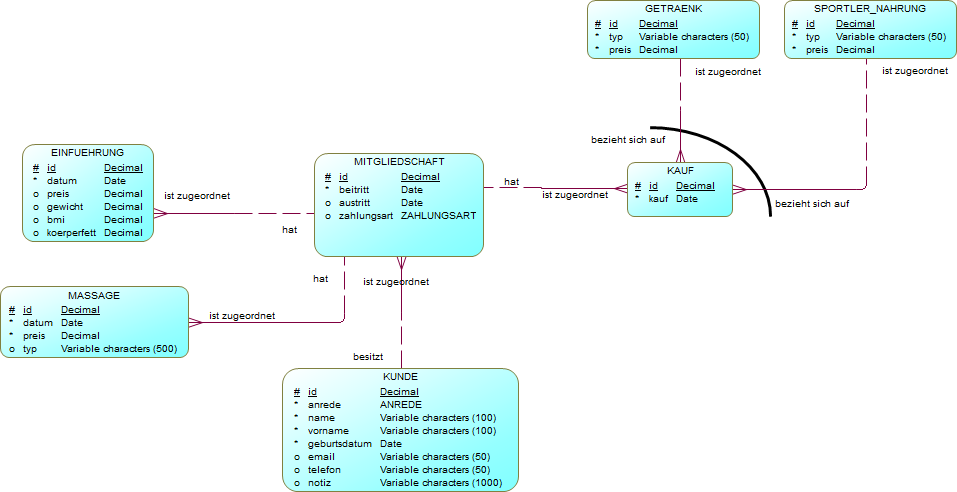 GETRAENK
# id Decimal
* typ Variable characters (50)
* preis Decimal
SPORTLER_NAHRUNG
# id Decimal
* typ Variable characters (50)
* preis Decimal
ist zugeordnet
ist zugeordnet
bezieht sich auf
bezieht sich auf
KAUF
# id Decimal
* kauf Date
EINFUEHRUNG
# id Decimal
* datum Date
o preis Decimal
o gewicht Decimal
o bmi Decimal
o koerperfett Decimal
ist zugeordnet
hat
MITGLIEDSCHAFT
# id Decimal
* beitritt Date
o austritt Date
o zahlungsart ZAHLUNGSART
hat
ist zugeordnet
hat
ist zugeordnet
MASSAGE
# id Decimal
* datum Date
* preis Decimal
o typ Variable characters (500)
ist zugeordnet
besitzt
KUNDE
# id Decimal
* anrede ANREDE
* name Variable characters (100)
* vorname Variable characters (100)
* geburtsdatum Date
o email Variable characters (50)
o telefon Variable characters (50)
o notiz Variable characters (1000)